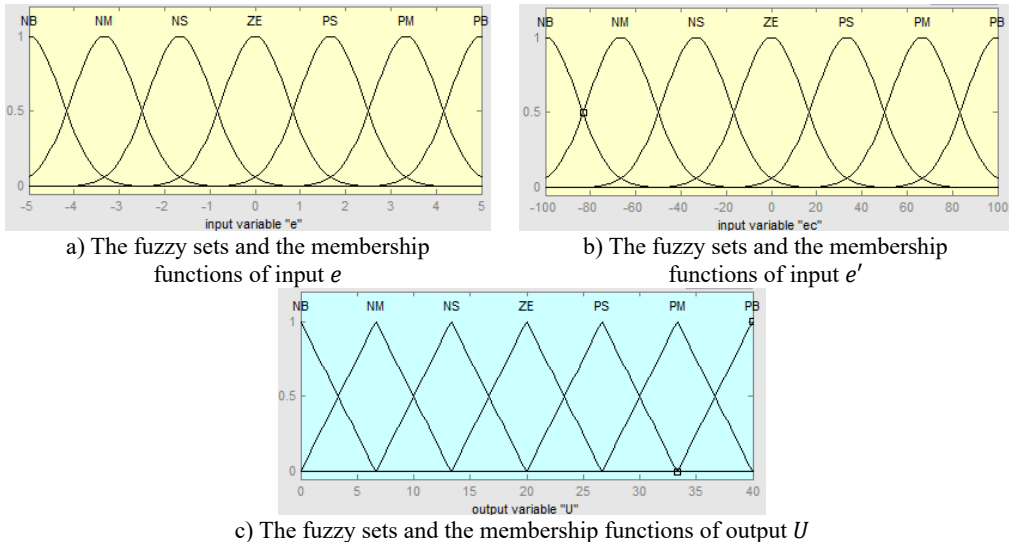 NB NM NS ZE PS PM PB
1
0.5
0
-5 -4 -3 -2 -1 0 1 2 3 4 5
input variable "e"
a) The fuzzy sets and the membership
functions of input e
NB NM NS ZE PS PM PB
1
0.5
0
-100 -80 -60 -40 -20 0 20 40 60 80 100
input variable "ec"
b) The fuzzy sets and the membership
functions of input e′
NB NM NS ZE PS PM PB
1
0.5
0
0 5 10 15 20 25 30 35 40
output variable "U"
c) The fuzzy sets and the membership functions of output U